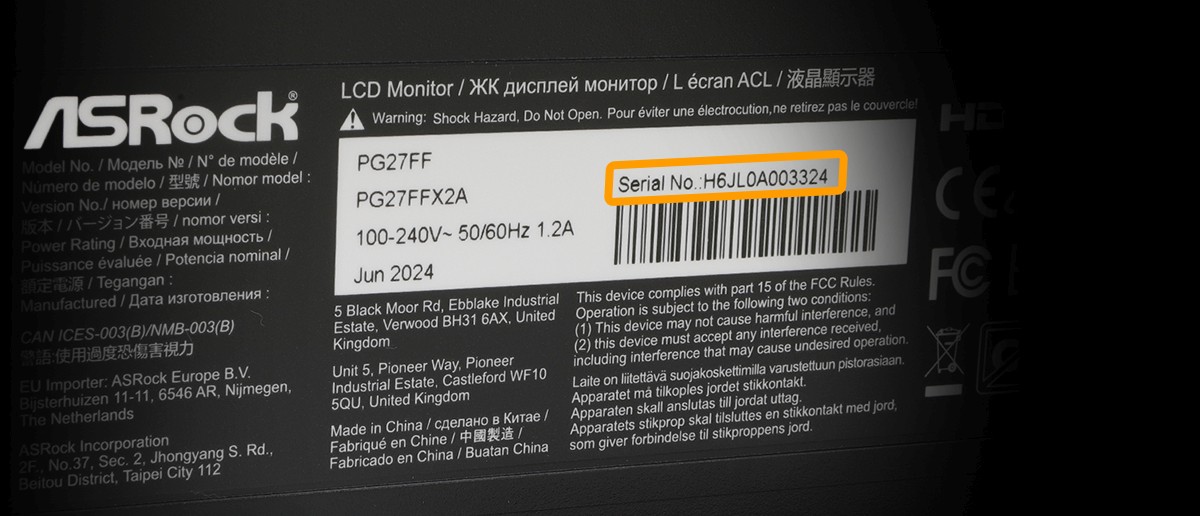 ASRock®
Model No. / Модель № / N° de modèle /
Número de modelo / 型號 / Nomor model :
Version No./ номер версии /
版本 / バージョン番号 / nomor versi :
Power Rating / Входная мощность /
Puissance évaluée / Potencia nominal /
額定電源 / Tegangan :
Manufactured / Дата изготовления :
CAN ICES-003(B)/NMB-003(B)
警語:使用過度恐傷害視力
EU Importer: ASRock Europe B.V.
Bijsterhuizen 11-11, 6546 AR, Nijmegen,
The Netherlands
ASRock Incorporation
2F., No.37, Sec. 2, Jhongyang S. Rd.,
Beitou District, Taipei City 112
LCD Monitor / ЖК дисплей монитор / L écran ACL / 液晶顯示器
Warning: Shock Hazard, Do Not Open. Pour éviter une électrocution,ne retirez pas le couvercle!
PG27FF
PG27FFX2A
100-240V~ 50/60Hz 1.2A
Jun 2024
Serial No.:H6JL0A003324
5 Black Moor Rd, Ebblake Industrial
Estate, Verwood BH31 6AX, United
Kingdom
Unit 5, Pioneer Way, Pioneer
Industrial Estate, Castleford WF10
5QU, United Kingdom
Made in China / сделано в Китае /
Fabriqué en Chine / 中國製造 /
Fabricado en China / Buatan China
This device complies with part 15 of the FCC Rules.
Operation is subject to the following two conditions:
(1) This device may not cause harmful interference, and
(2) this device must accept any interference received,
including interference that may cause undesired operation.
Laite on liitettävä suojakoskettimilla varustettuun pistorasiaan.
Apparatet må tilkoples jordet stikkontakt.
Apparaten skall anslutas till jordat uttag.
Apparatets stikprop skal tilsluttes en stikkontakt med jord,
som giver forbindelse til stikproppens jord.
CE
FC